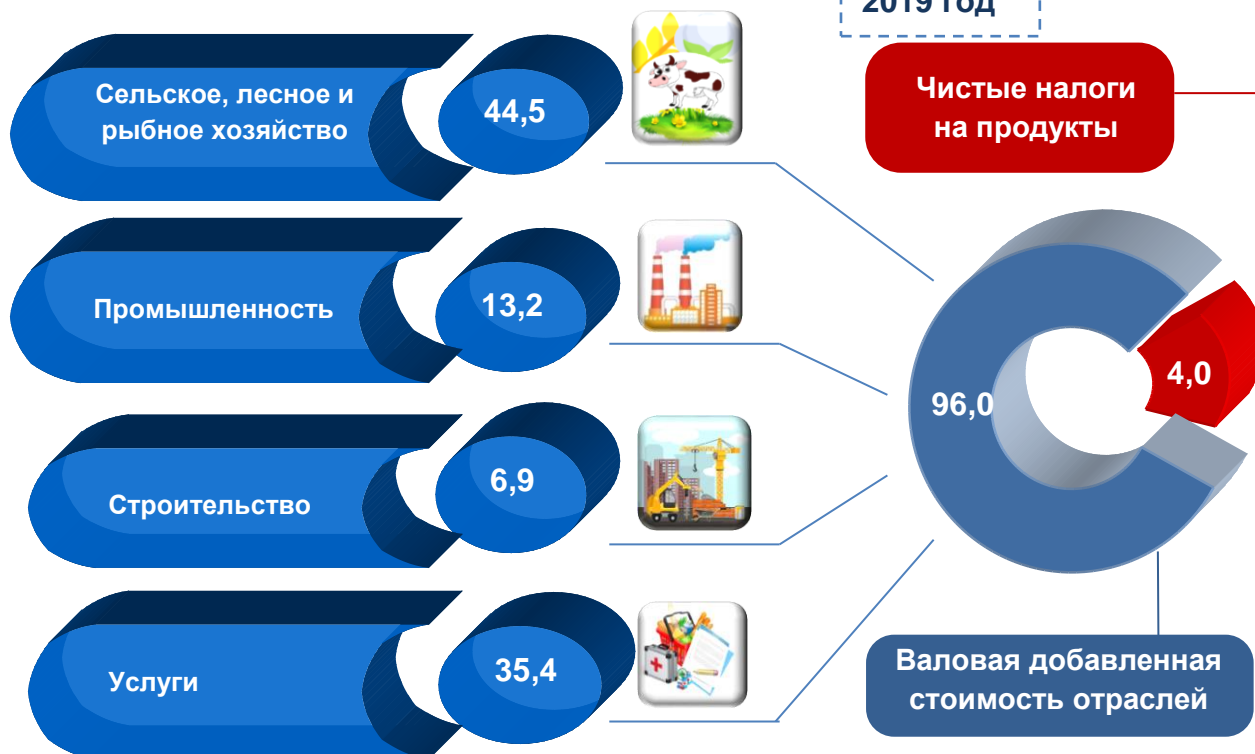 2019 год
Сельское, лесное и
рыбное хозяйство
44,5
Чистые налоги
на продукты
Промышленность
13,2
96,0
4,0
Строительство
6,9
Услуги
35,4
Валовая добавленная
стоимость отраслей